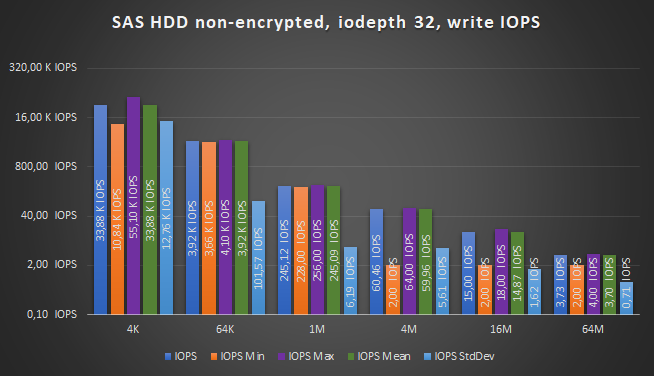 SAS HDD non-encrypted, iodepth 32, write IOPS
320,00 K IOPS
16,00 K IOPS
800,00 IOPS
40,00 IOPS
2,00 IOPS
0,10 IOPS
33,88 K IOPS
10,84 K IOPS
55,10 K IOPS
33,88 K IOPS
12,76 K IOPS
3,92 K IOPS
3,66 K IOPS
4,10 K IOPS
3,92 K IOPS
101,57 IOPS
245,12 IOPS
228,00 IOPS
256,00 IOPS
245,09 IOPS
6,19 IOPS
60,46 IOPS
2,00 IOPS
64,00 IOPS
59,96 IOPS
5,61 IOPS
15,00 IOPS
2,00 IOPS
18,00 IOPS
14,87 IOPS
1,62 IOPS
3,73 IOPS
2,00 IOPS
4,00 IOPS
3,70 IOPS
0,71 IOPS
4K 64K 1M 4M 16M 64M
IOPS IOPS Min IOPS Max IOPS Mean IOPS StdDev